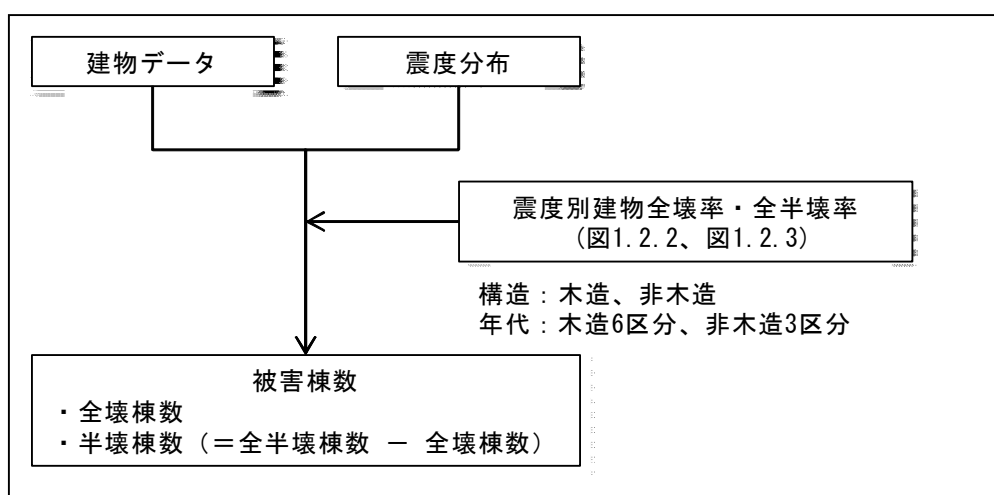 建物データ
震度分布
震度別建物全壊率・全半壊率
(図1.2.2、図1.2.3)
構造：木造、非木造
年代：木造6区分、非木造3区分
被害棟数
・全壊棟数
・半壊棟数（＝全半壊棟数 － 全壊棟数）